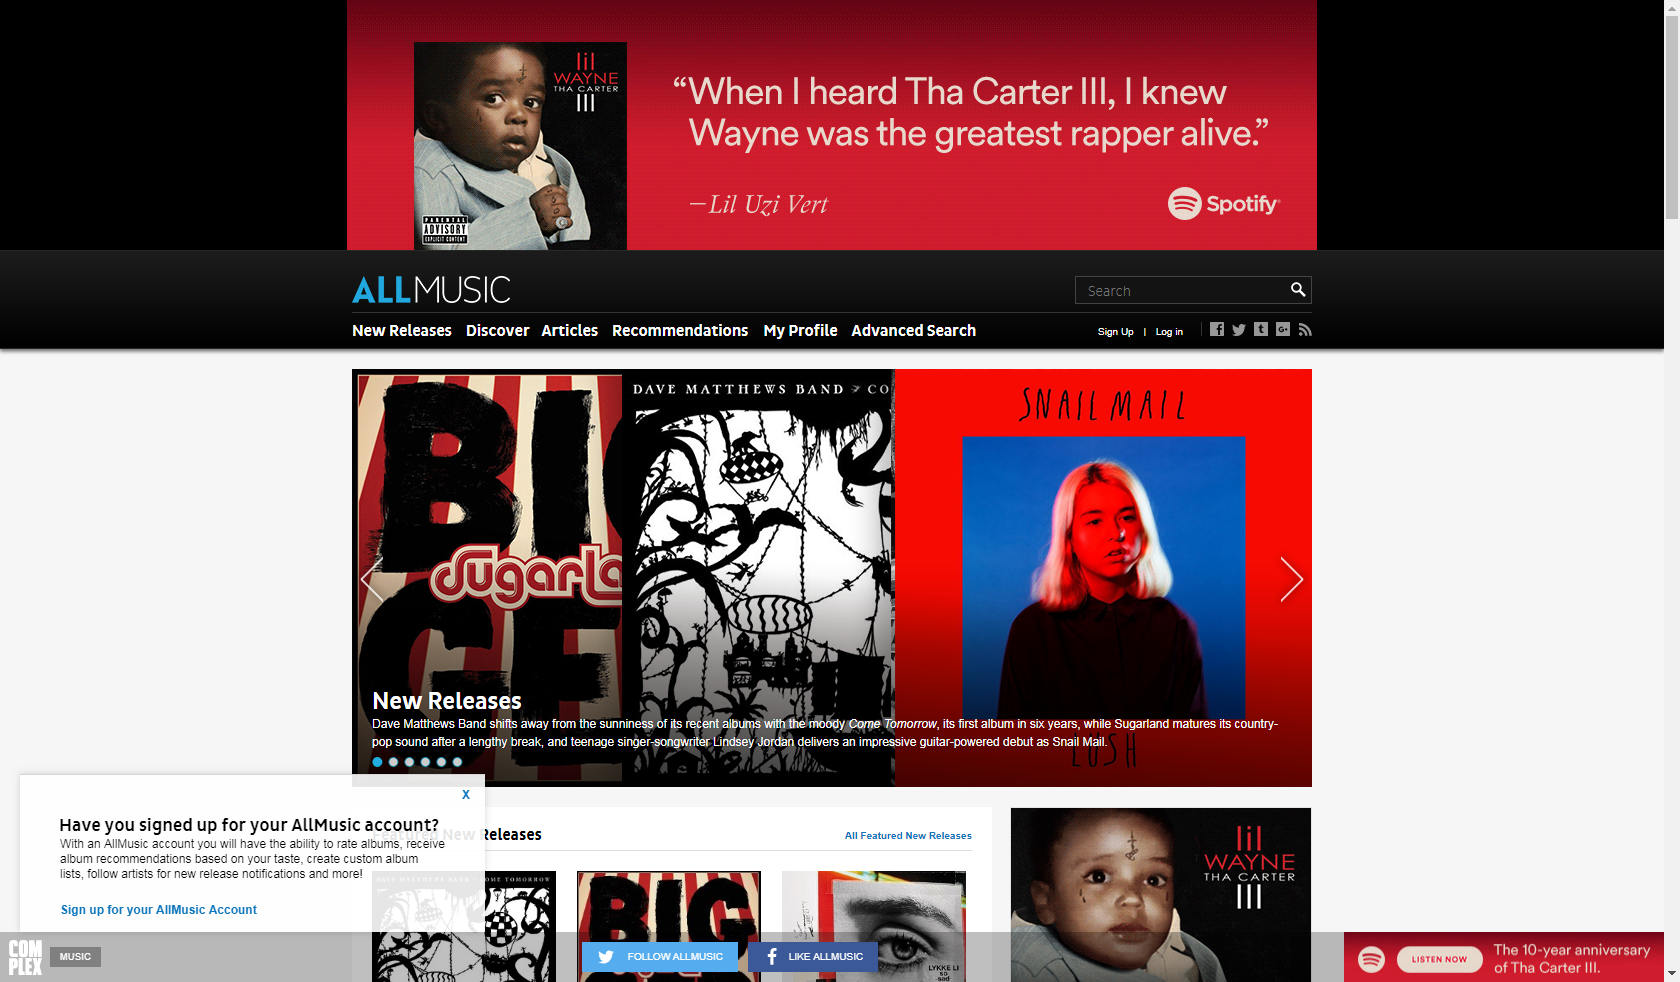 lil
WAYNE
THA CARTER
III
PARENTAL
ADVISORY
EXPLICIT CONTENT
“When I heard Tha Carter III, I knew
Wayne was the greatest rapper alive.”
—Lil Uzi Vert
Spotify
ALLMUSIC
Search
New Releases Discover Articles Recommendations My Profile Advanced Search
Sign Up | Log in
DAVE MATTHEWS BAND CO
SNAIL MAIL
BIG
Sugarla
GE
LUSH
New Releases
Dave Matthews Band shifts away from the sunniness of its recent albums with the moody Come Tomorrow, its first album in six years, while Sugarland matures its country-
pop sound after a lengthy break, and teenage singer-songwriter Lindsey Jordan delivers an impressive guitar-powered debut as Snail Mail.
X
Have you signed up for your AllMusic account?
With an AllMusic account you will have the ability to rate albums, receive
album recommendations based on your taste, create custom album
lists, follow artists for new release notifications and more!
Sign up for your AllMusic Account
Featured New Releases
All Featured New Releases
DAVE MATTHEWS BAND COME TOMORROW
BIG
LYKKE LI
so
sad
lil
WAYNE
THA CARTER
III
COMPLEX
MUSIC
FOLLOW ALLMUSIC
LIKE ALLMUSIC
LISTEN NOW
The 10-year anniversary
of Tha Carter III.